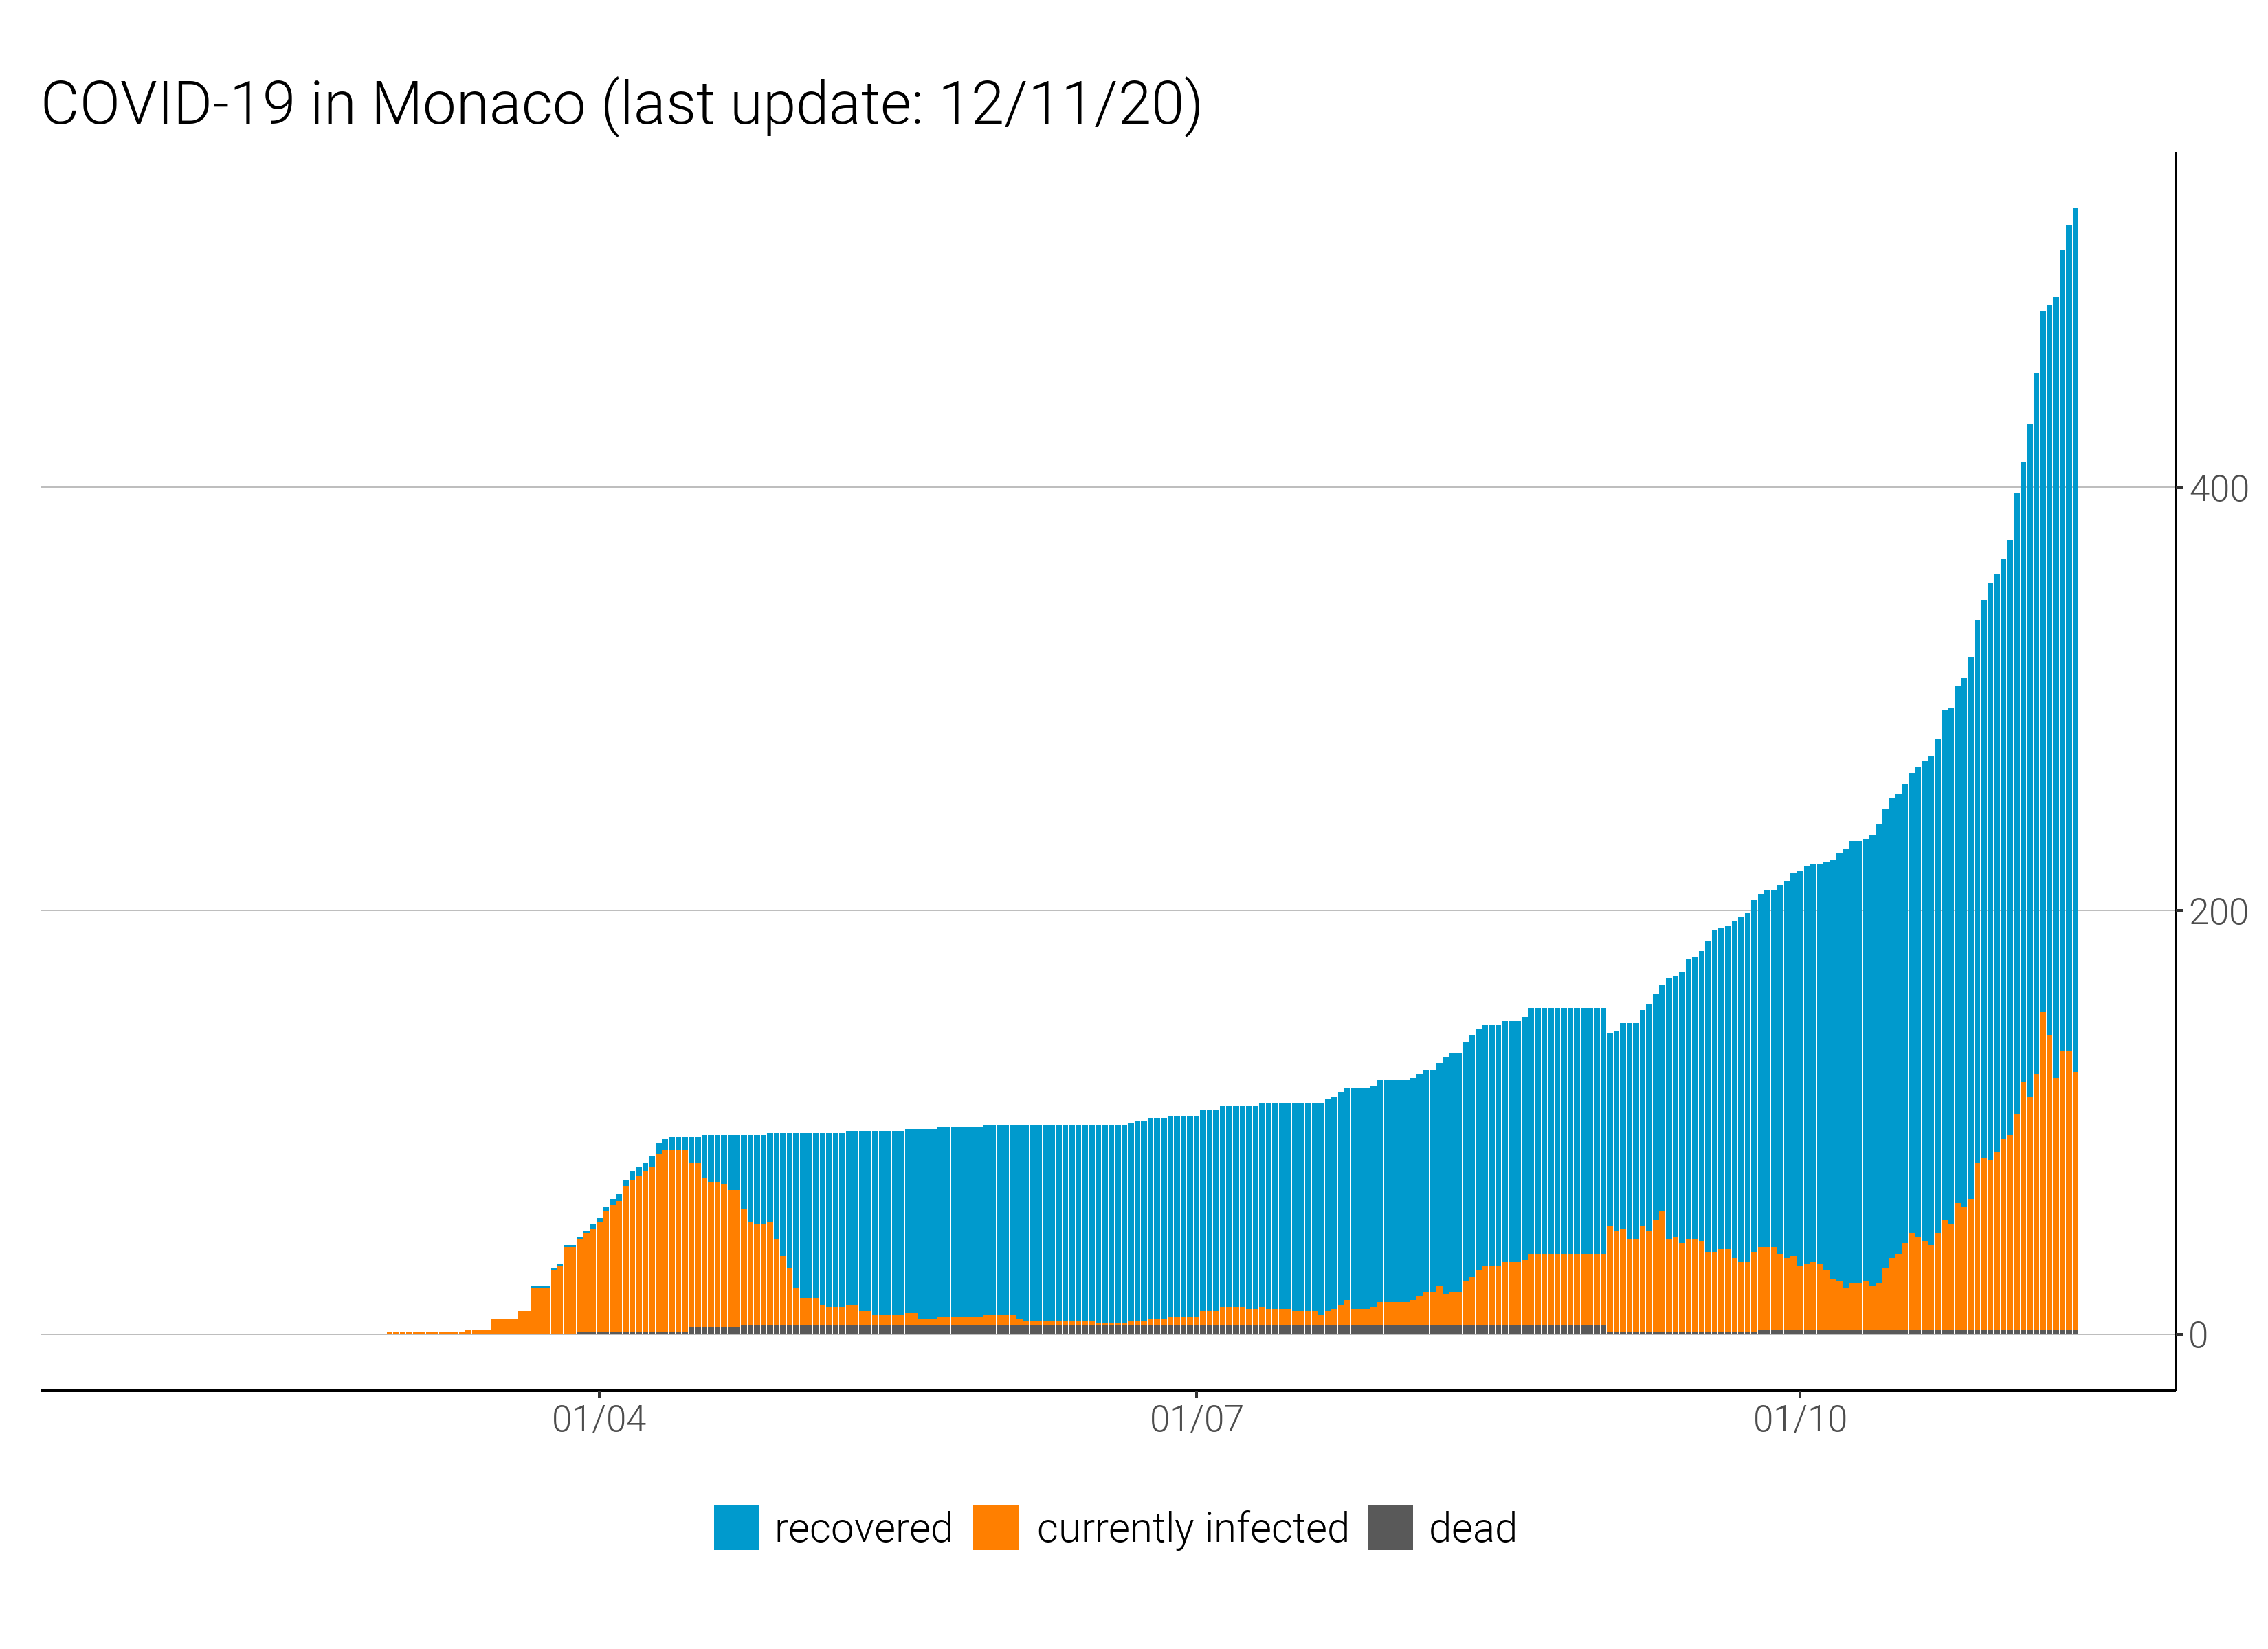 COVID-19 in Monaco (last update: 12/11/20)
400
200
0
01/04 01/07 01/10
recovered currently infected dead